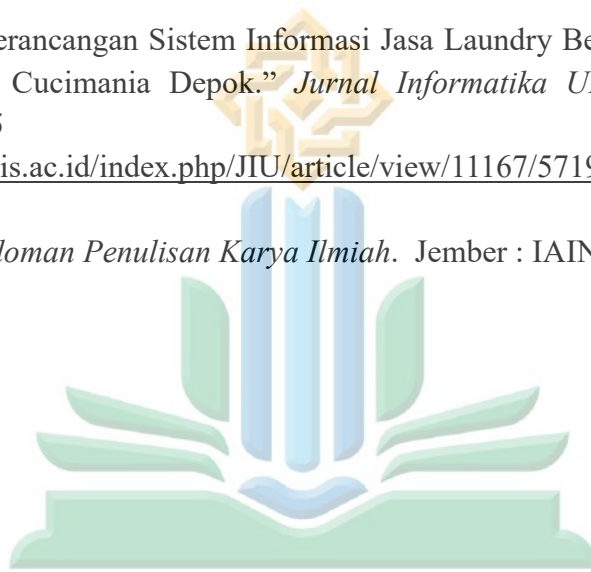 erancangan Sistem Informasi Jasa Laundry Be
Cucimania Depok.” Jurnal Informatika U
is.ac.id/index.php/JIU/article/view/11167/5719
doman Penulisan Karya Ilmiah. Jember : IAIN